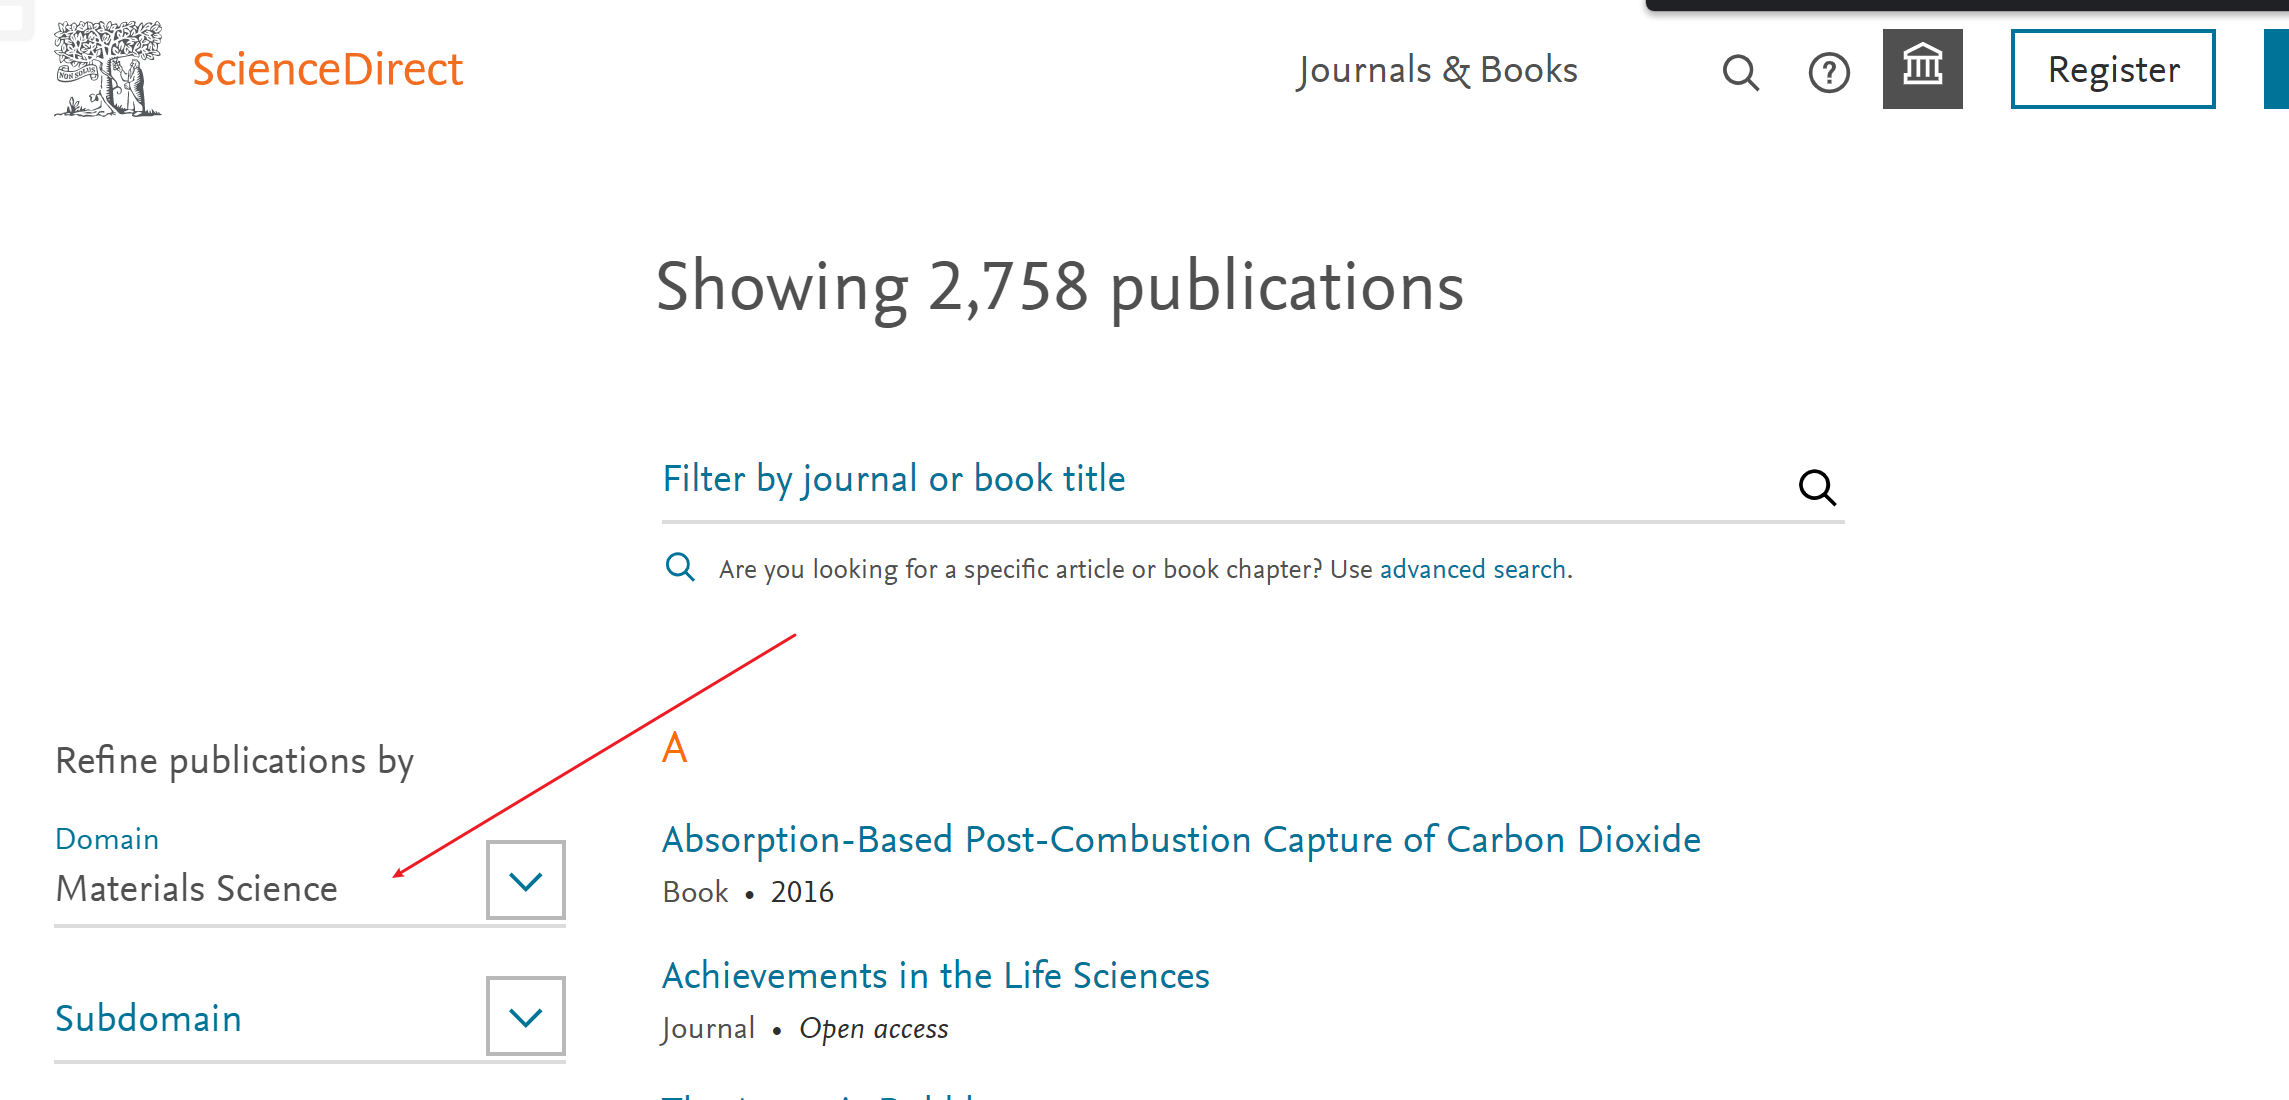 NON SOLUS
ScienceDirect
Journals & Books
Register
Showing 2,758 publications
Filter by journal or book title
Are you looking for a specific article or book chapter? Use advanced search.
Refine publications by
Domain
Materials Science
Subdomain
A
Absorption-Based Post-Combustion Capture of Carbon Dioxide
Book • 2016
Achievements in the Life Sciences
Journal • Open access